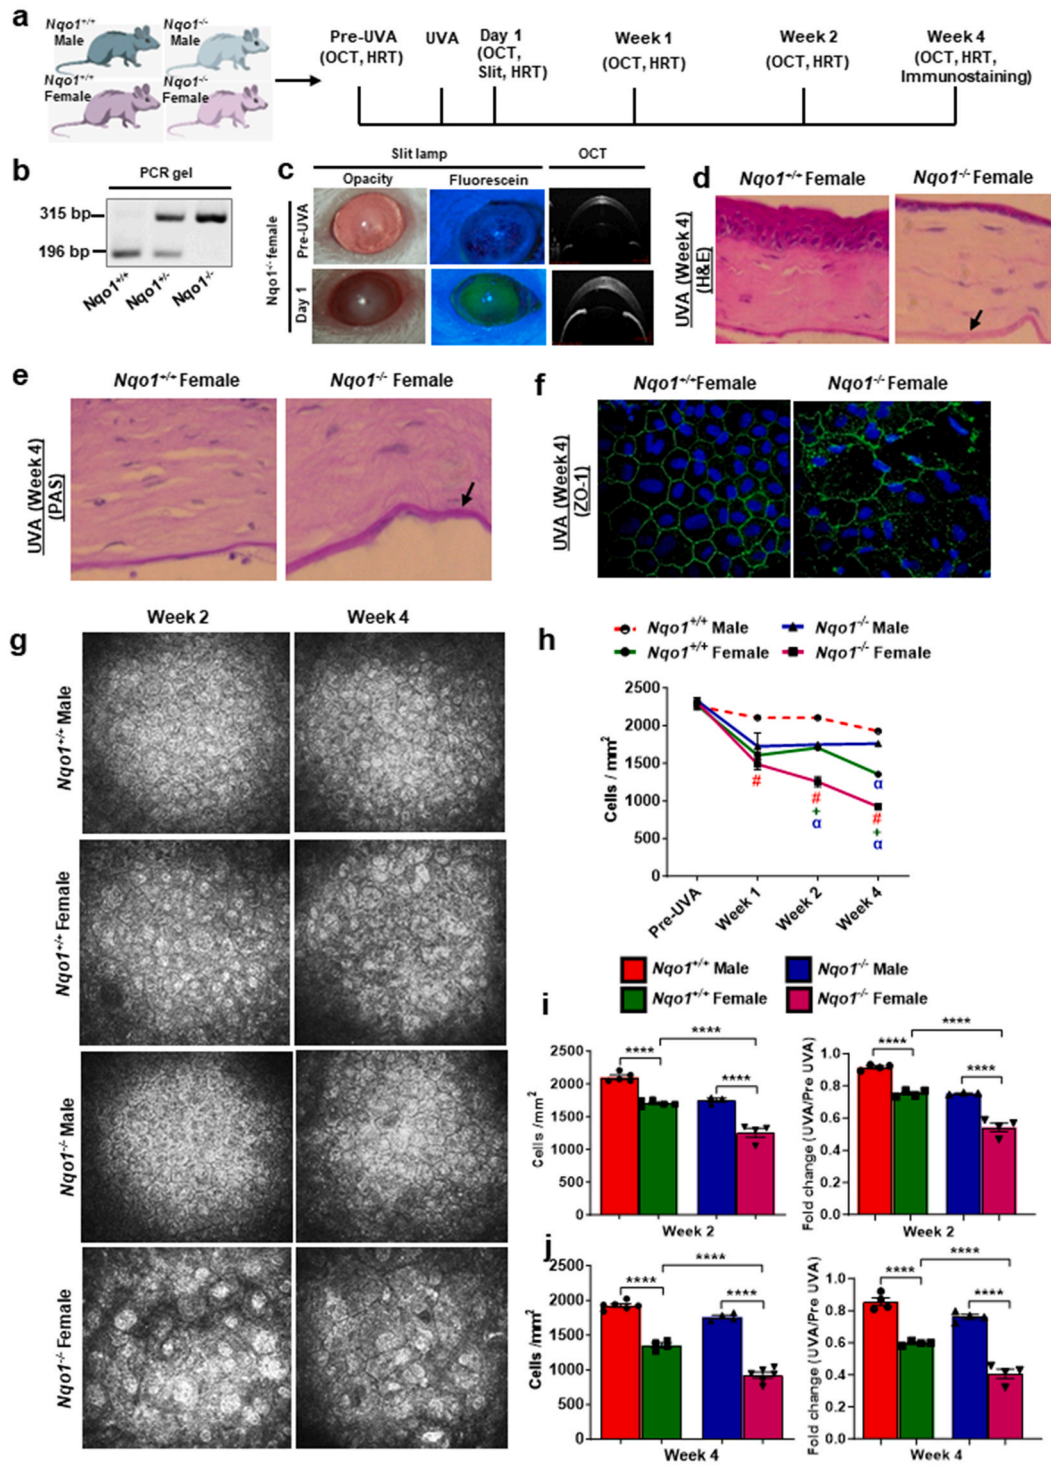 a
Nqo1+/+
Male
Nqo1-/-
Male
Nqo1+/+
Female
Nqo1-/-
Female
Pre-UVA
(OCT, HRT)
UVA
Day 1
(OCT,
Slit, HRT)
Week 1
(OCT, HRT)
Week 2
(OCT, HRT)
Week 4
(OCT, HRT,
Immunostaining)
b
PCR gel
315 bp
196 bp
Nqo1+/+
Nqo1+/-
Nqo1-/-
c
Slit lamp
OCT
Opacity
Fluorescein
Nqo1-/- female
Pre-UVA
Day 1
d
Nqo1+/+ Female
Nqo1-/- Female
UVA (Week 4)
(H&E)
e
Nqo1+/+ Female
Nqo1-/- Female
UVA (Week 4)
(PAS)
f
Nqo1+/+Female
Nqo1-/- Female
UVA (Week 4)
(ZO-1)
g
Week 2
Week 4
Nqo1+/+ Male
Nqo1+/+ Female
Nqo1-/- Male
Nqo1-/- Female
h
Nqo1+/+ Male
Nqo1-/- Male
Nqo1+/+ Female
Nqo1-/- Female
Cells / mm2
2500
2000
1500
1000
500
0
#
#
+
α
α
#
+
α
Pre-UVA
Week 1
Week 2
Week 4
Nqo1+/+ Male
Nqo1-/- Male
Nqo1+/+ Female
Nqo1-/- Female
i
Cells /mm2
2500
2000
1500
1000
500
0
****
****
****
Week 2
Fold change (UVA/Pre UVA)
1.0
0.8
0.6
0.4
0.2
0.0
****
****
****
Week 2
j
Cells /mm2
2500
2000
1500
1000
500
0
****
****
****
Week 4
Fold change (UVA/Pre UVA)
1.0
0.8
0.6
0.4
0.2
0.0
****
****
****
Week 4